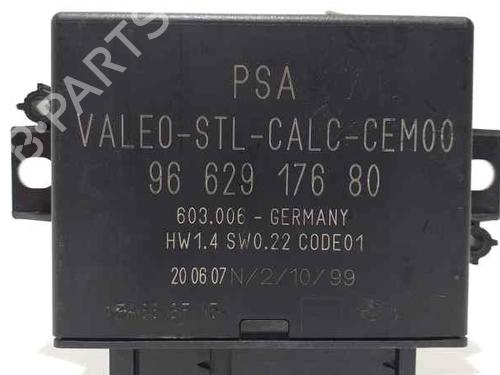 PSA
VALEO-STL-CALC-CEM00
96 629 176 80
603.006 - GERMANY
HW1.4 SW0.22 CODE01
20 06 07 N/2/10/99
B-PARTS